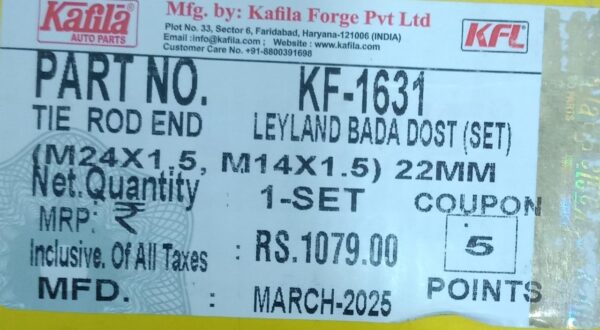 Kafila
AUTO PARTS
Mfg. by: Kafila Forge Pvt Ltd
Plot No. 33, Sector 6, Faridabad, Haryana-121006 (INDIA)
Email :info@kafila.com ; Website : www.kafila.com
Customer Care No. +91-8800391698
KFL
PART NO. KF-1631
TIE ROD END LEYLAND BADA DOST (SET)
(M24X1.5, M14X1.5) 22MM
Net.Quantity 1-SET COUPON
MRP: ₹
Inclusive. Of All Taxes : RS.1079.00 5
MFD. : MARCH-2025 POINTS